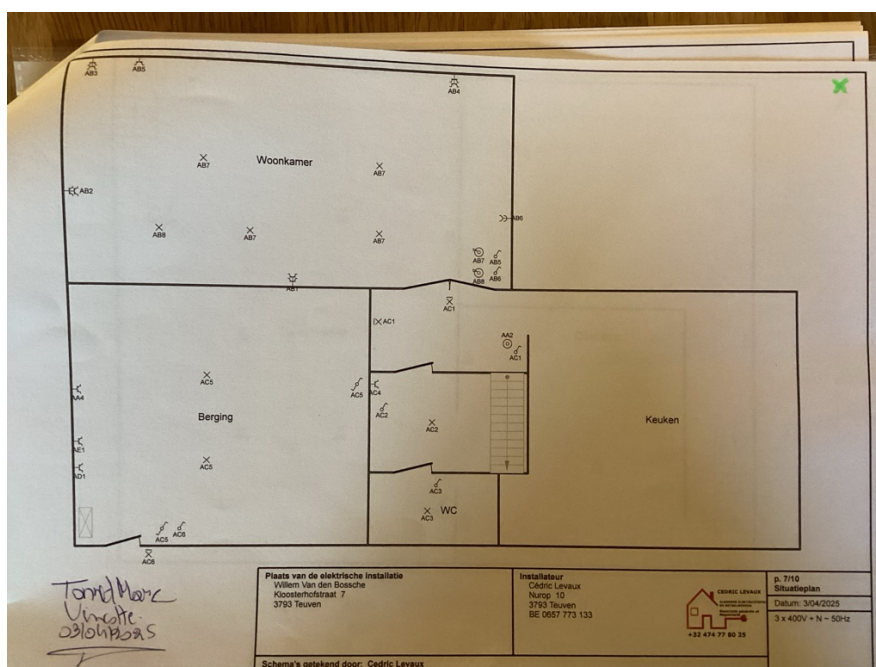 AB3
AB5
AB4
AB7
Woonkamer
AB7
AB2
AB6
AB8
AB7
AB7
AB7
AB5
AB8
AB6
AB1
AC1
AC1
AA2
AC1
AC5
AC5
AC4
AA4
AC2
Berging
AC2
Keuken
AE1
AC5
AD1
AC3
WC
AC3
AC5
AC6
AC6
Plaats van de elektrische installatie
Willem Van den Bossche
Kloosterhofstraat 7
3793 Teuven
Installateur
Cédric Levaux
Nurop 10
3793 Teuven
BE 0657 773 133
CEDRIC LEVAUX
+32 474 77 80 25
p. 7/10
Situatieplan
Datum: 3/04/2025
3 x 400V + N ~ 50Hz
Schema's getekend door: Cedric Levaux